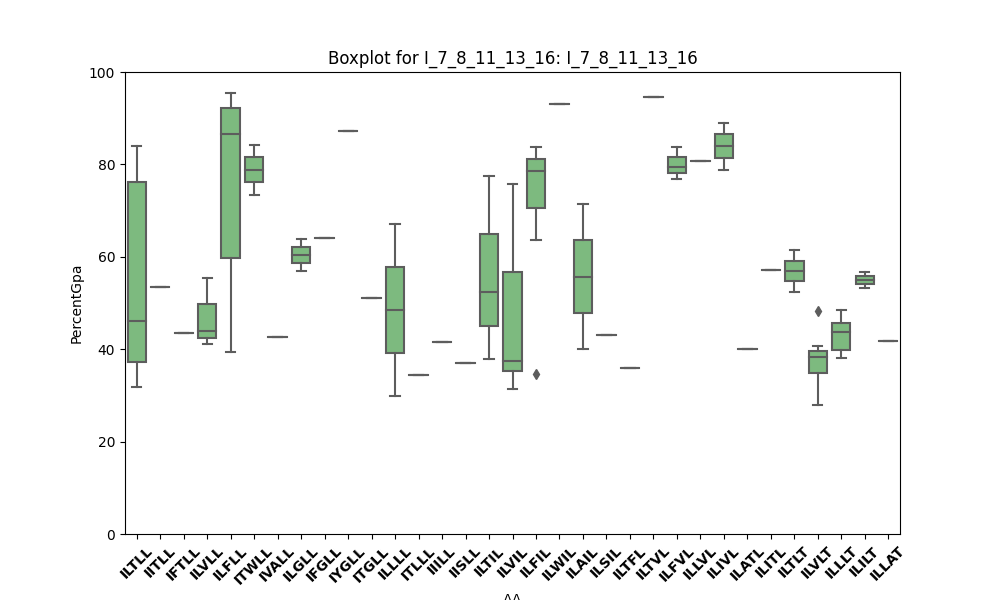 Boxplot for I_7_8_11_13_16: I_7_8_11_13_16
100
80
60
40
20
0
PercentGpa
ILTLL
IITLL
IFTLL
ILVLL
ILFLL
ITWLL
IVALL
ILGLL
IFGLL
IYGLL
ITGLL
ILLLL
ITLLL
IIILL
IISLL
ILTIL
ILVIL
ILFIL
ILWIL
ILAIL
ILSIL
ILTFL
ILTVL
ILFVL
ILLVL
ILIVL
ILATL
ILITL
ILTLT
ILVLT
ILLLT
ILILT
ILLAT
AA